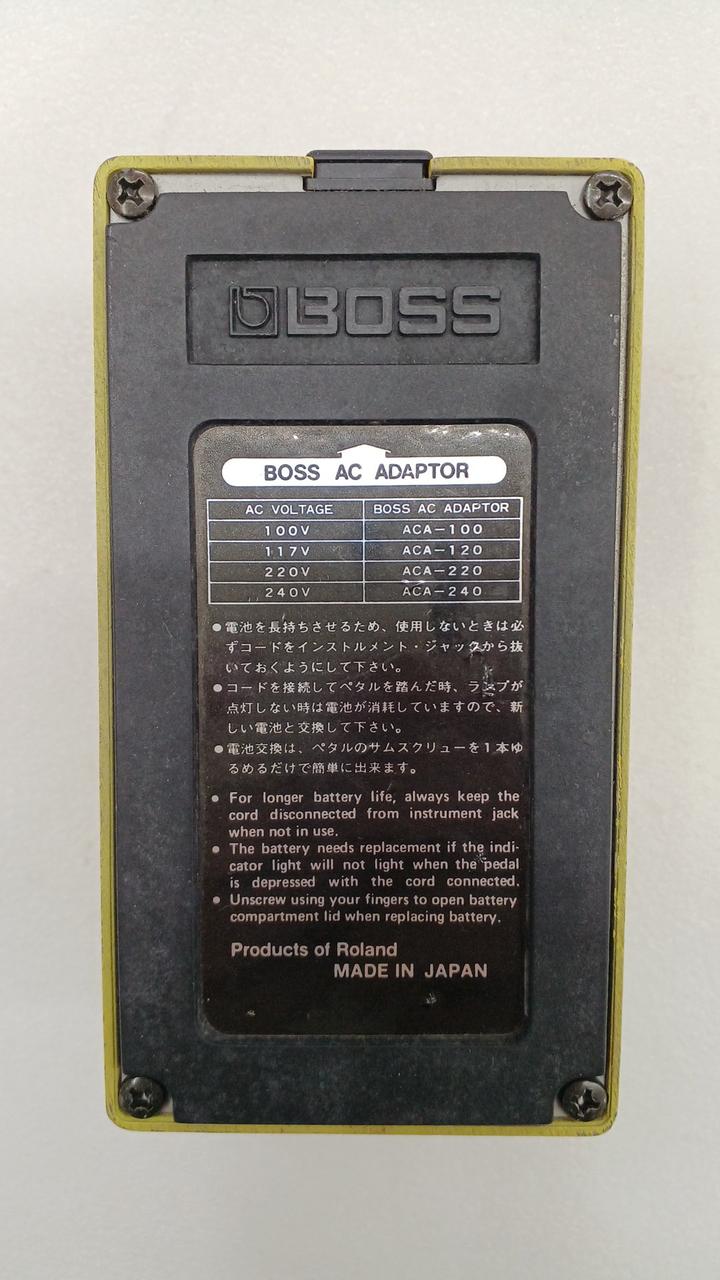 BOSS
BOSS AC ADAPTOR
AC VOLTAGE BOSS AC ADAPTOR
100V ACA-100
117V ACA-120
220V ACA-220
240V ACA-240
●電池を長持ちさせるため、使用しないときは必
ずコードをインストルメント・ジャックから抜
いておくようにして下さい。
●コードを接続してペタルを踏んだ時、ランプが
点灯しない時は電池が消耗していますので、新
しい電池と交換して下さい。
●電池交換は、ペタルのサムスクリューを1本ゆ
るめるだけで簡単に出来ます。
● For longer battery life, always keep the
cord disconnected from instrument jack
when not in use.
● The battery needs replacement if the indi-
cator light will not light when the pedal
is depressed with the cord connected.
● Unscrew using your fingers to open battery
compartment lid when replacing battery.
Products of Roland
MADE IN JAPAN